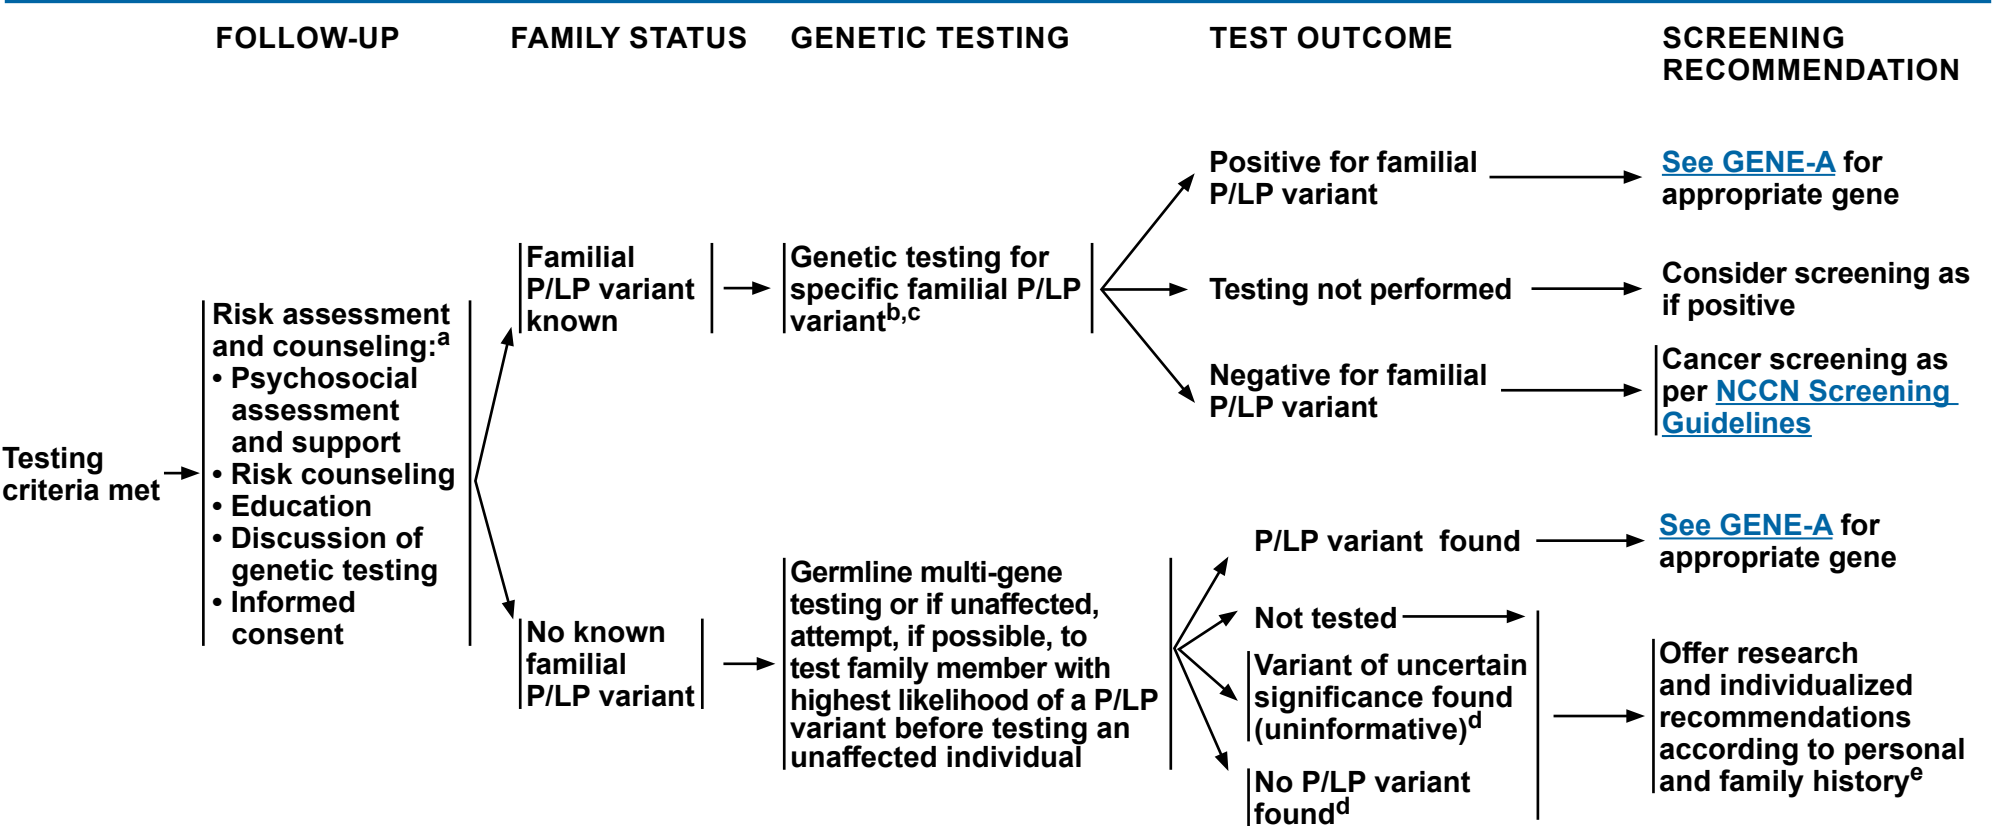 FOLLOW-UP
FAMILY STATUS
GENETIC TESTING
TEST OUTCOME
SCREENING
RECOMMENDATION
Testing
criteria met
Risk assessment
and counseling:a
• Psychosocial
assessment
and support
• Risk counseling
• Education
• Discussion of
genetic testing
• Informed
consent
Familial
P/LP variant
known
Genetic testing for
specific familial P/LP
variantb,c
Positive for familial
P/LP variant
See GENE-A for
appropriate gene
Testing not performed
Consider screening as
if positive
Negative for familial
P/LP variant
Cancer screening as
per NCCN Screening
Guidelines
No known
familial
P/LP variant
Germline multi-gene
testing or if unaffected,
attempt, if possible, to
test family member with
highest likelihood of a P/LP
variant before testing an
unaffected individual
P/LP variant found
See GENE-A for
appropriate gene
Not tested
Variant of uncertain
significance found
(uninformative)d
No P/LP variant
foundd
Offer research
and individualized
recommendations
according to personal
and family historye